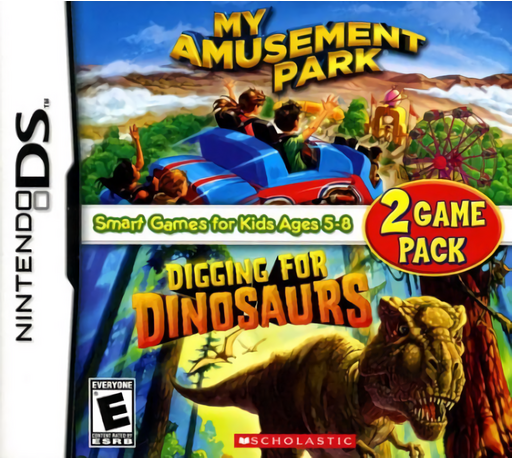 MY
AMUSEMENT
PARK
NINTENDO DS™
Smart Games for Kids Ages 5-8
2 GAME
PACK
DIGGING FOR
DINOSAURS
EVERYONE
E
CONTENT RATED BY
ESRB
SCHOLASTIC